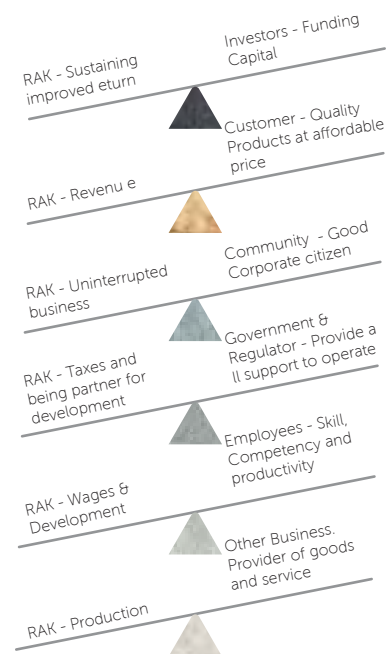 Investors - Funding
Capital
RAK - Sustaining
improved eturn
Customer - Quality
Products at affordable
price
RAK - Revenu e
Community - Good
Corporate citizen
RAK - Uninterrupted
business
Government &
Regulator - Provide a
ll support to operate
RAK - Taxes and
being partner for
development
Employees - Skill,
Competency and
productivity
RAK - Wages &
Development
Other Business.
Provider of goods
and service
RAK - Production